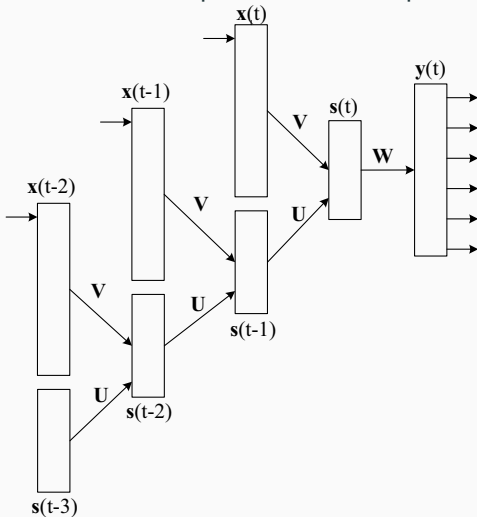 x(t)
y(t)
x(t-1)
s(t)
V
W
x(t-2)
V
U
V
U
s(t-1)
U
s(t-2)
s(t-3)